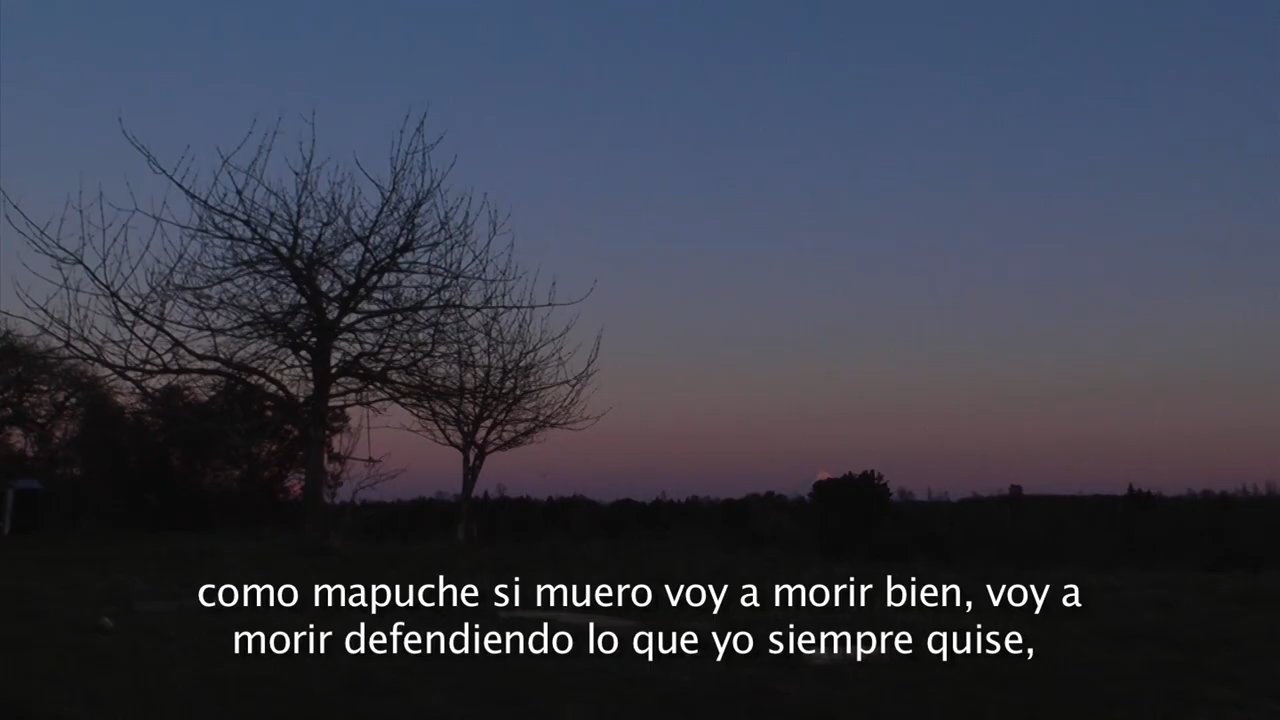 como mapuche si muero voy a morir bien, voy a
morir defendiendo lo que yo siempre quise,